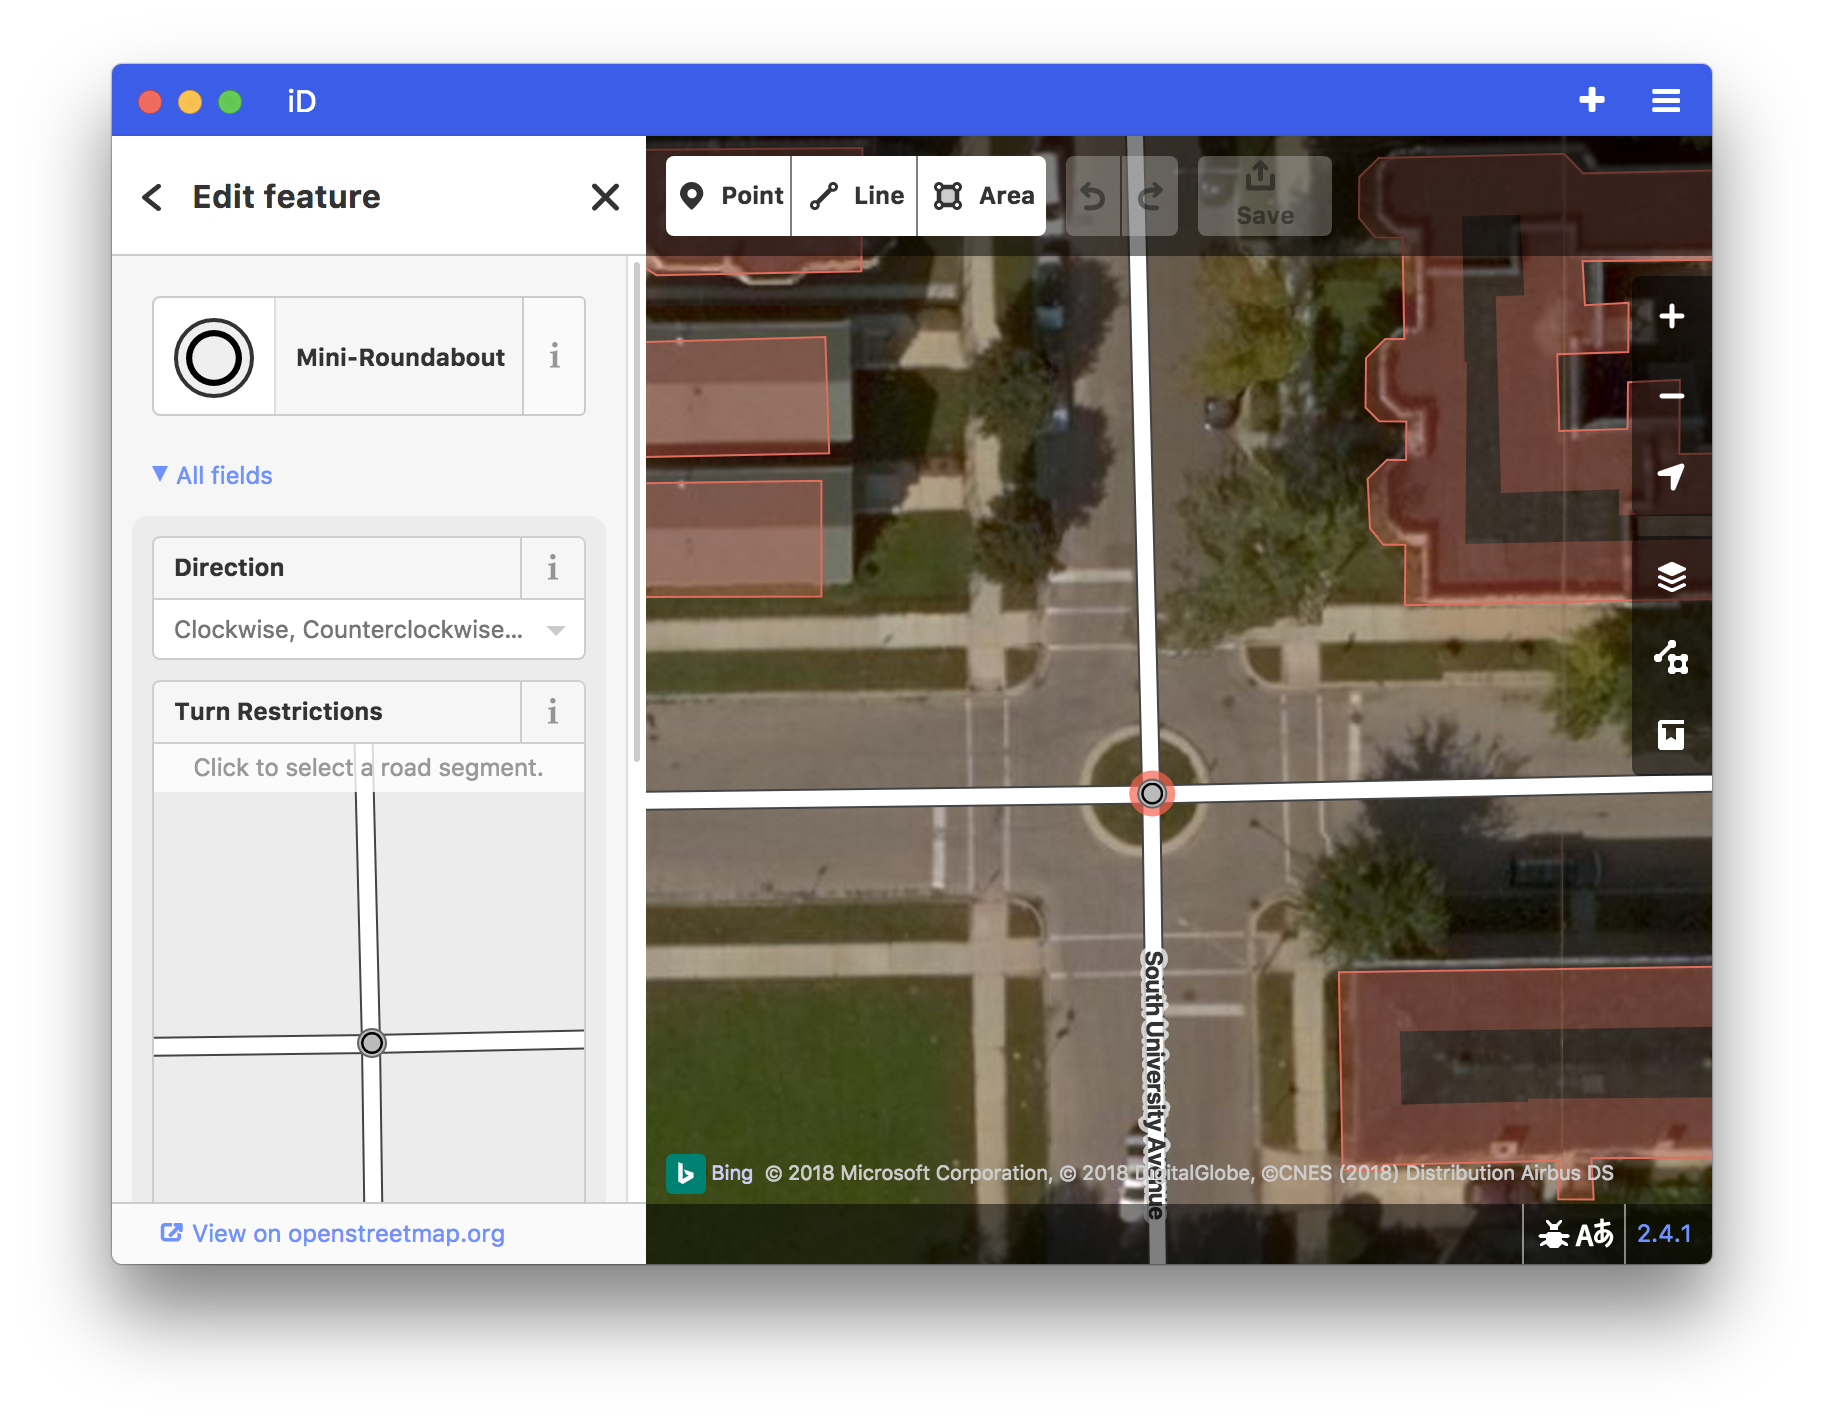 iD
Edit feature
Point
Line
Area
Save
Mini-Roundabout
i
▼ All fields
Direction
i
Clockwise, Counterclockwise...
Turn Restrictions
i
Click to select a road segment.
South University Avenue
Bing © 2018 Microsoft Corporation, © 2018 DigitalGlobe, ©CNES (2018) Distribution Airbus DS
View on openstreetmap.org
Aあ
2.4.1